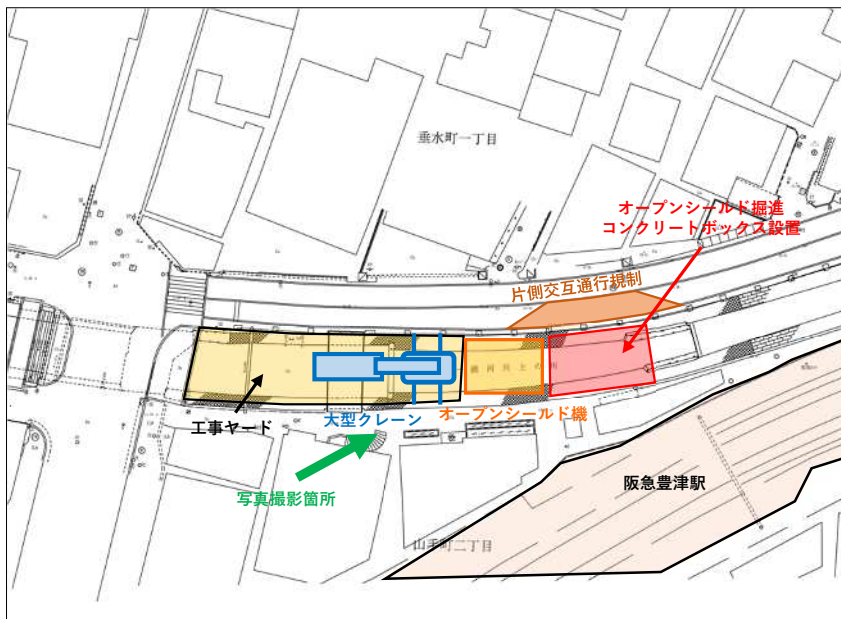 垂水町一丁目
オープンシールド掘進
コンクリートボックス設置
片側交互通行規制
大型クレーン
オープンシールド機
工事ヤード
写真撮影箇所
阪急豊津駅
山手町二丁目